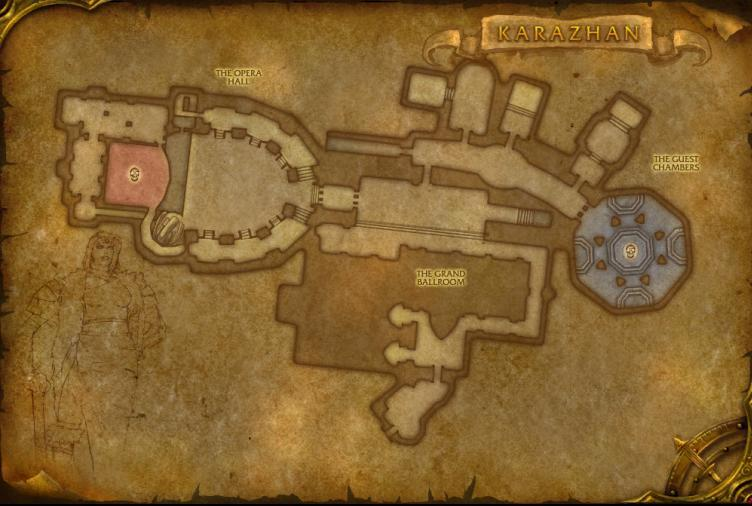 KARAZHAN
THE OPERA
HALL
THE GUEST
CHAMBERS
THE GRAND
BALLROOM